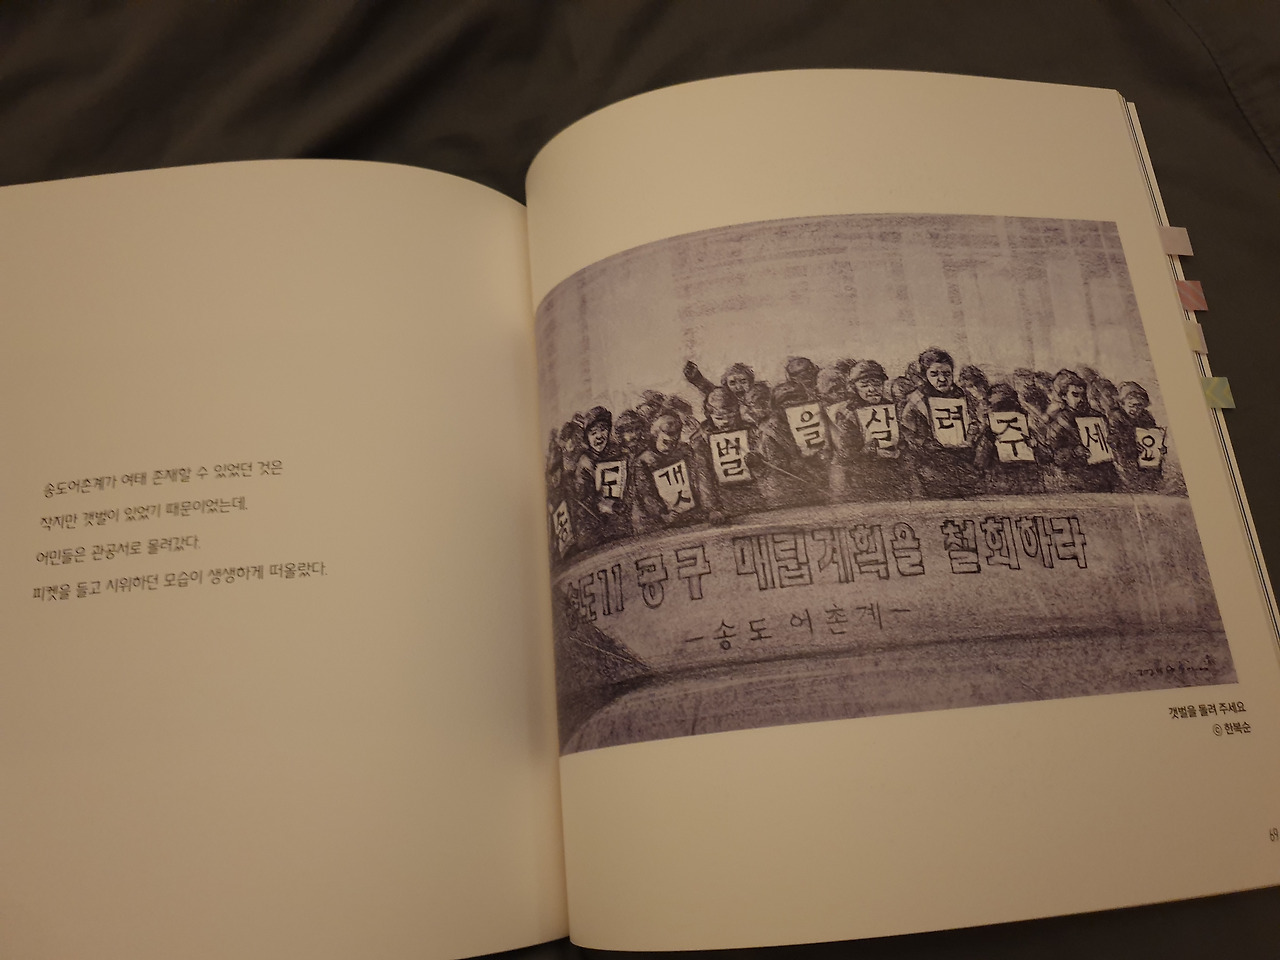 송도어촌계가 여태 존재할 수 있었던 것은
작지만 갯벌이 있었기 때문이었는데,
어민들은 관공서로 몰려갔다.
피켓을 들고 시위하던 모습이 생생하게 떠올랐다.
송도갯벌을살려주세요
송도11 공구 매립계획을 철회하라
-송도 어촌계-
갯벌을 돌려 주세요
ⓒ 한복순
69